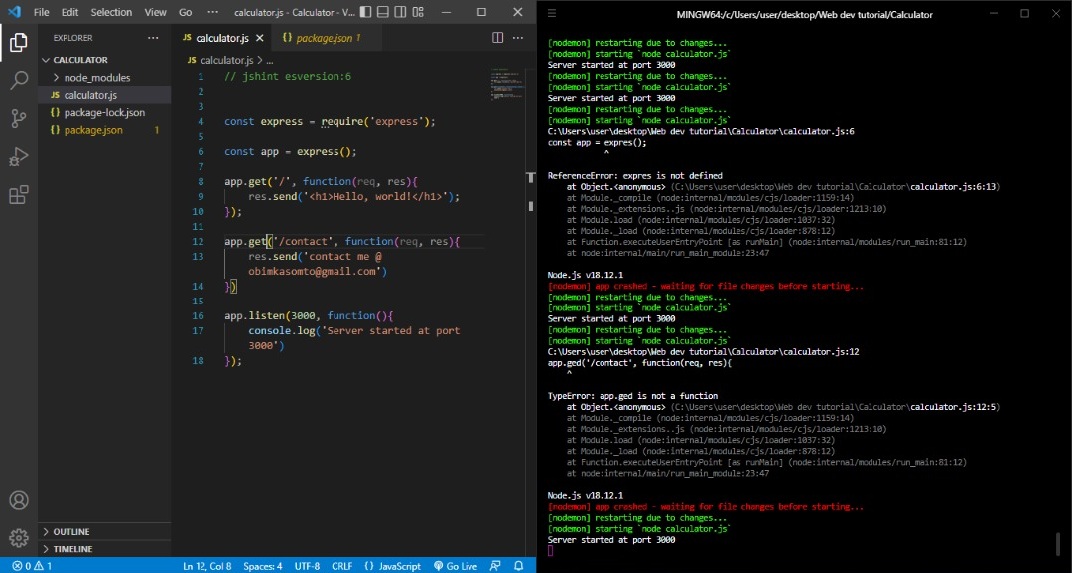 File Edit Selection View Go ··· calculator.js - Calculator - V...
EXPLORER ···
CALCULATOR
node_modules
JS calculator.js
{} package-lock.json
{} package.json 1
OUTLINE
TIMELINE
JS calculator.js × {} package.json 1 ···
JS calculator.js > ...
1 // jshint esversion:6
2
3
4 const express = require('express');
5
6 const app = express();
7
8 app.get('/', function(req, res){
9 res.send('<h1>Hello, world!</h1>');
10 });
11
12 app.get('/contact', function(req, res){
13 res.send('contact me @
obimkasomto@gmail.com')
14 })
15
16 app.listen(3000, function(){
17 console.log('Server started at port
3000')
18 });
0 1 Ln 12, Col 8 Spaces: 4 UTF-8 CRLF {} JavaScript Go Live
MINGW64:/c/Users/user/desktop/Web dev tutorial/Calculator
[nodemon] restarting due to changes...
[nodemon] starting `node calculator.js`
Server started at port 3000
[nodemon] restarting due to changes...
[nodemon] starting `node calculator.js`
Server started at port 3000
[nodemon] restarting due to changes...
[nodemon] starting `node calculator.js`
C:\Users\user\desktop\Web dev tutorial\Calculator\calculator.js:6
const app = expres();
^
ReferenceError: expres is not defined
at Object.<anonymous> (C:\Users\user\desktop\Web dev tutorial\Calculator\calculator.js:6:13)
at Module._compile (node:internal/modules/cjs/loader:1159:14)
at Module._extensions..js (node:internal/modules/cjs/loader:1213:10)
at Module.load (node:internal/modules/cjs/loader:1037:32)
at Module._load (node:internal/modules/cjs/loader:878:12)
at Function.executeUserEntryPoint [as runMain] (node:internal/modules/run_main:81:12)
at node:internal/main/run_main_module:23:47
Node.js v18.12.1
[nodemon] app crashed - waiting for file changes before starting...
[nodemon] restarting due to changes...
[nodemon] starting `node calculator.js`
Server started at port 3000
[nodemon] restarting due to changes...
[nodemon] starting `node calculator.js`
C:\Users\user\desktop\Web dev tutorial\Calculator\calculator.js:12
app.ged('/contact', function(req, res){
^
TypeError: app.ged is not a function
at Object.<anonymous> (C:\Users\user\desktop\Web dev tutorial\Calculator\calculator.js:12:5)
at Module._compile (node:internal/modules/cjs/loader:1159:14)
at Module._extensions..js (node:internal/modules/cjs/loader:1213:10)
at Module.load (node:internal/modules/cjs/loader:1037:32)
at Module._load (node:internal/modules/cjs/loader:878:12)
at Function.executeUserEntryPoint [as runMain] (node:internal/modules/run_main:81:12)
at node:internal/main/run_main_module:23:47
Node.js v18.12.1
[nodemon] app crashed - waiting for file changes before starting...
[nodemon] restarting due to changes...
[nodemon] starting `node calculator.js`
Server started at port 3000